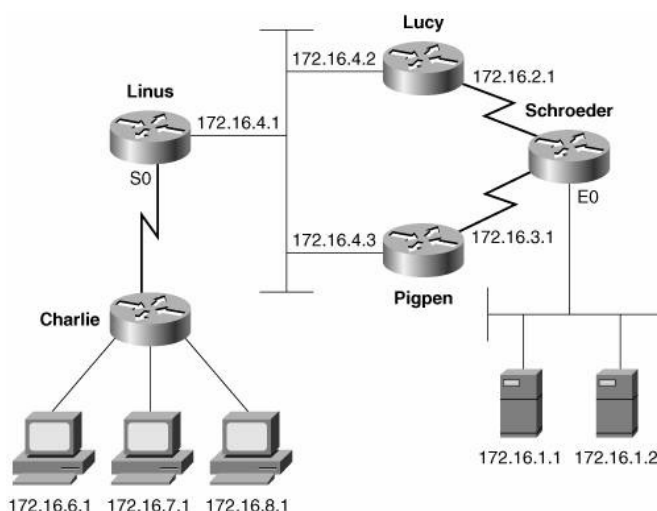 Lucy
172.16.4.2
172.16.2.1
Linus
Schroeder
172.16.4.1
S0
E0
172.16.4.3
172.16.3.1
Pigpen
Charlie
172.16.1.1 172.16.1.2
172.16.6.1 172.16.7.1 172.16.8.1